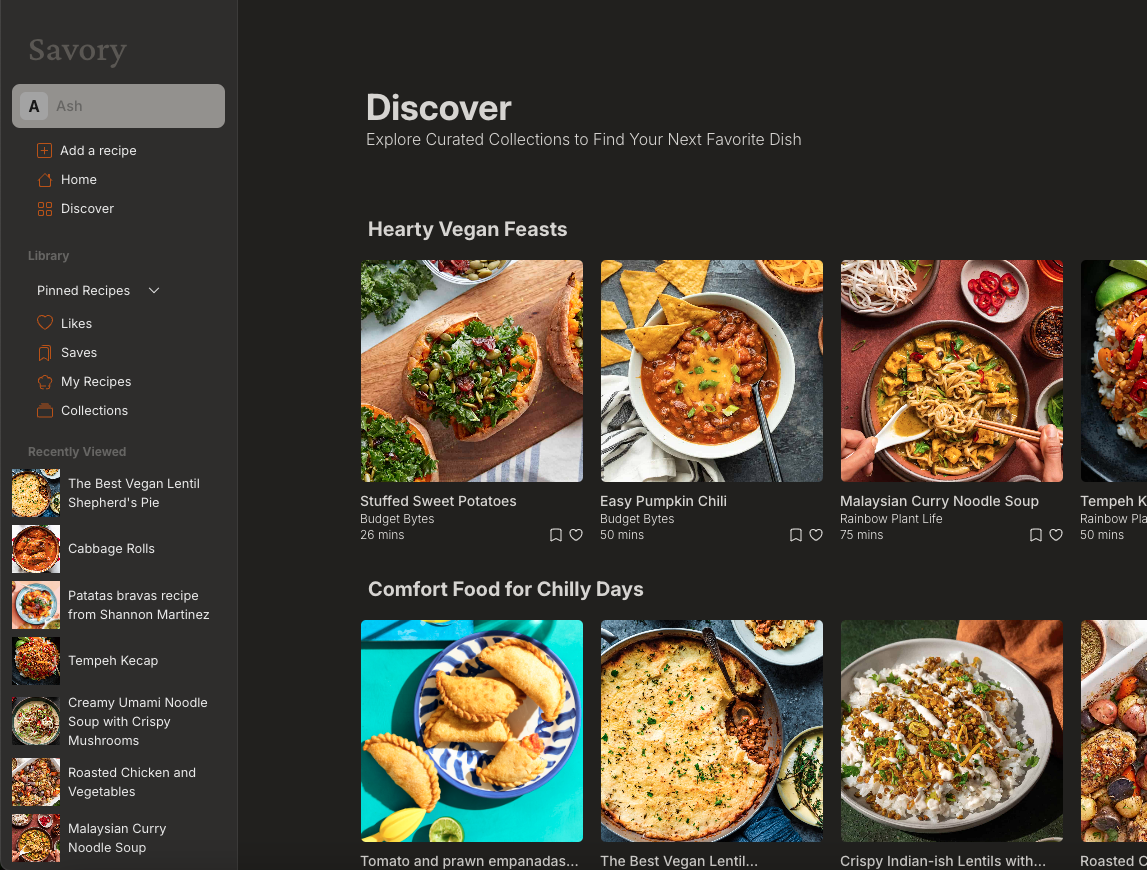 Savory
A Ash
Add a recipe
Home
Discover
Library
Pinned Recipes
Likes
Saves
My Recipes
Collections
Recently Viewed
The Best Vegan Lentil
Shepherd's Pie
Cabbage Rolls
Patatas bravas recipe
from Shannon Martinez
Tempeh Kecap
Creamy Umami Noodle
Soup with Crispy
Mushrooms
Roasted Chicken and
Vegetables
Malaysian Curry
Noodle Soup
Discover
Explore Curated Collections to Find Your Next Favorite Dish
Hearty Vegan Feasts
Stuffed Sweet Potatoes
Budget Bytes
26 mins
Easy Pumpkin Chili
Budget Bytes
50 mins
Malaysian Curry Noodle Soup
Rainbow Plant Life
75 mins
Tempeh K
Rainbow Pla
50 mins
Comfort Food for Chilly Days
Tomato and prawn empanadas...
The Best Vegan Lentil...
Crispy Indian-ish Lentils with...
Roasted C